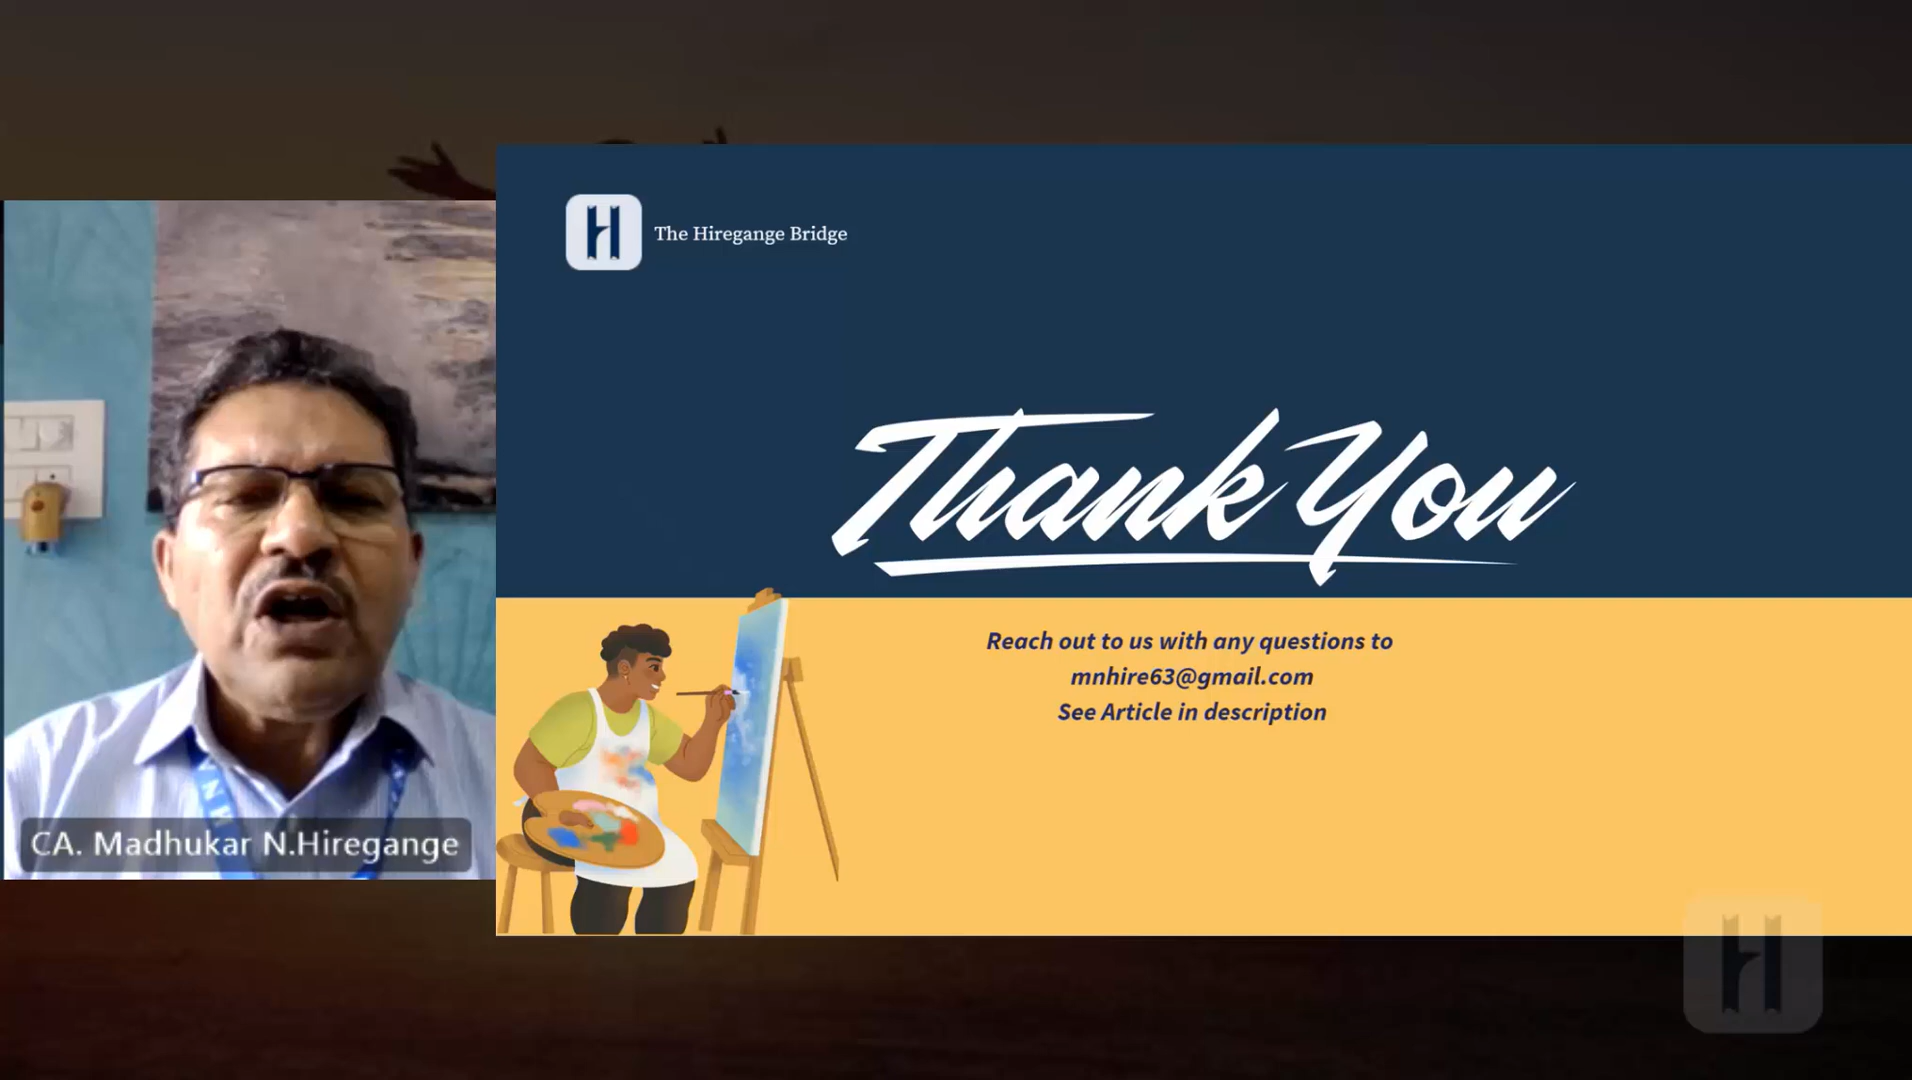 The Hiregange Bridge
Thank You
Reach out to us with any questions to
mnhire63@gmail.com
See Article in description
CA. Madhukar N.Hiregange